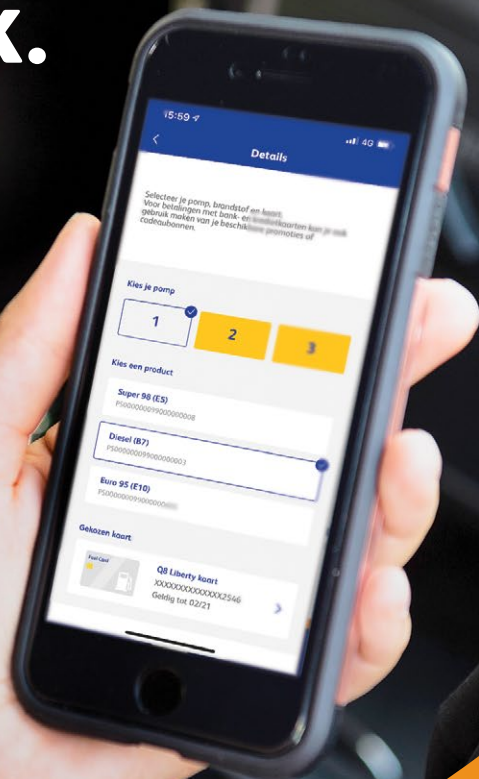 x.
15:59
4G
Details
Selecteer je pomp, brandstof en kaart.
Voor betalingen met bank- en kredietkaarten kan je ook
gebruik maken van je beschikbare promoties of
cadeaubonnen.
Kies je pomp
1
2
3
Kies een product
Super 98 (E5)
Diesel (B7)
Euro 95 (E10)
Gekozen kaart
Fuel Card
Q8 Liberty kaart
XXXXXXXXXXXXX2546
Geldig tot 02/21